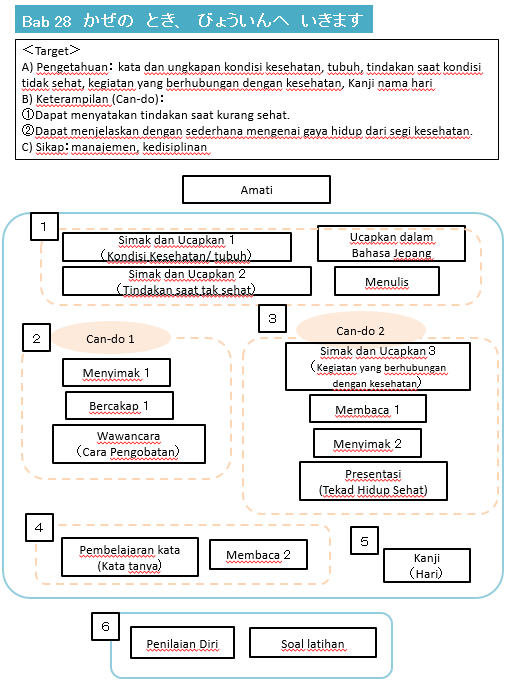 Bab 28 かぜの とき、 びょういんへ いきます
＜Target＞
A) Pengetahuan： kata dan ungkapan kondisi kesehatan, tubuh, tindakan saat kondisi
tidak sehat, kegiatan yang berhubungan dengan kesehatan, Kanji nama hari
B) Keterampilan (Can-do)：
①Dapat menyatakan tindakan saat kurang sehat.
②Dapat menjelaskan dengan sederhana mengenai gaya hidup dari segi kesehatan.
C) Sikap：manajemen, kedisiplinan
Amati
1
Simak dan Ucapkan 1
（Kondisi Kesehatan/ tubuh）
Ucapkan dalam
Bahasa Jepang
Simak dan Ucapkan 2
（Tindakan saat tak sehat）
Menulis
2
Can-do 1
Menyimak 1
Bercakap 1
Wawancara
（Cara Pengobatan）
3
Can-do 2
Simak dan Ucapkan 3
（Kegiatan yang berhubungan
dengan kesehatan）
Membaca 1
Menyimak 2
Presentasi
(Tekad Hidup Sehat)
4
Pembelajaran kata
(Kata tanya)
Membaca 2
5
Kanji
（Hari）
6
Penilaian Diri
Soal latihan